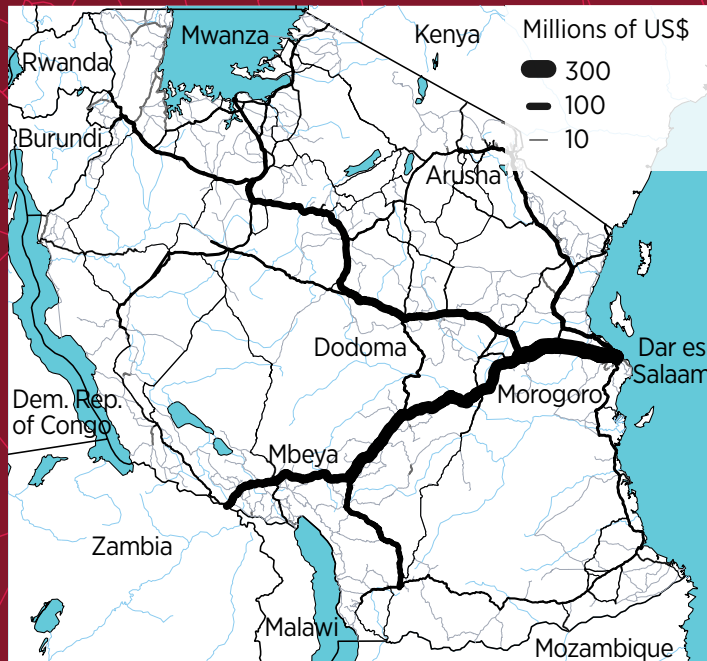 Millions of US$
300
100
10
Mwanza
Kenya
Rwanda
Burundi
Arusha
Dodoma
Dar es
Salaam
Morogoro
Dem. Rep.
of Congo
Mbeya
Zambia
Malawi
Mozambique